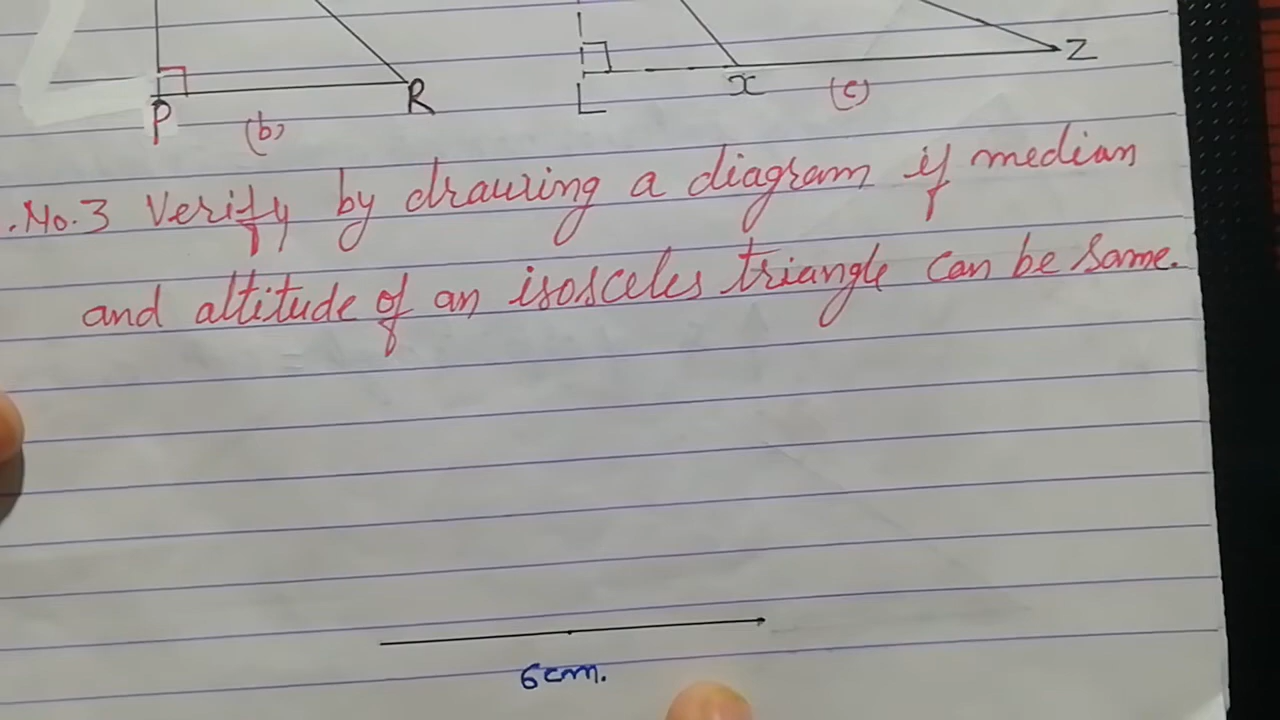 P
R
(b)
L
x
Z
(c)
.No.3 Verify by drawing a diagram if median
and altitude of an isosceles triangle can be same.
6cm.